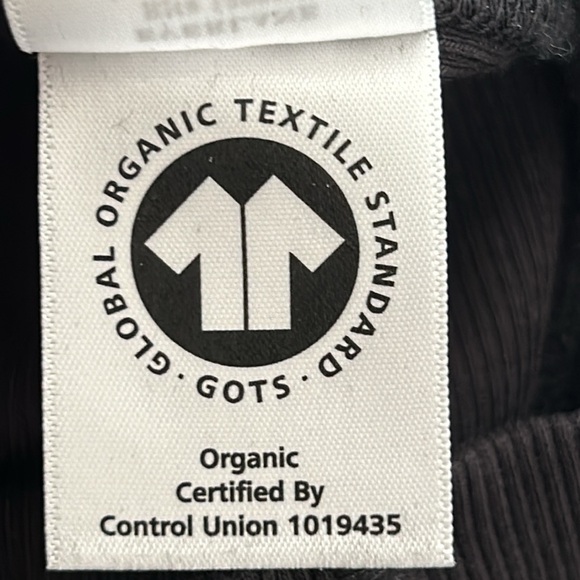 GLOBAL ORGANIC TEXTILE STANDARD · GOTS ·
Organic
Certified By
Control Union 1019435